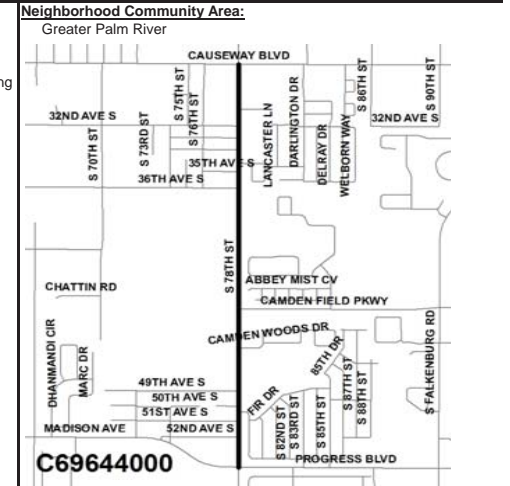 Neighborhood Community Area:
Greater Palm River
ng
CAUSEWAY BLVD
S 75TH ST
S 76TH ST
S 86TH ST
S 90TH ST
32ND AVE S
S 70TH ST
S 73RD ST
LANCASTER LN
DARLINGTON DR
DELRAY DR
WELBORN WAY
32ND AVE S
35TH AVE S
36TH AVE S
S 78TH ST
CHATTIN RD
ABBEY MIST CV
CAMDEN FIELD PKWY
CAMDEN WOODS DR
DHANMANDI CIR
MARC DR
85TH DR
S FALKENBURG RD
49TH AVE S
50TH AVE S
51ST AVE S
MADISON AVE
52ND AVE S
FIR DR
S 82ND ST
S 83RD ST
S 85TH ST
S 87TH ST
S 88TH ST
PROGRESS BLVD
C69644000